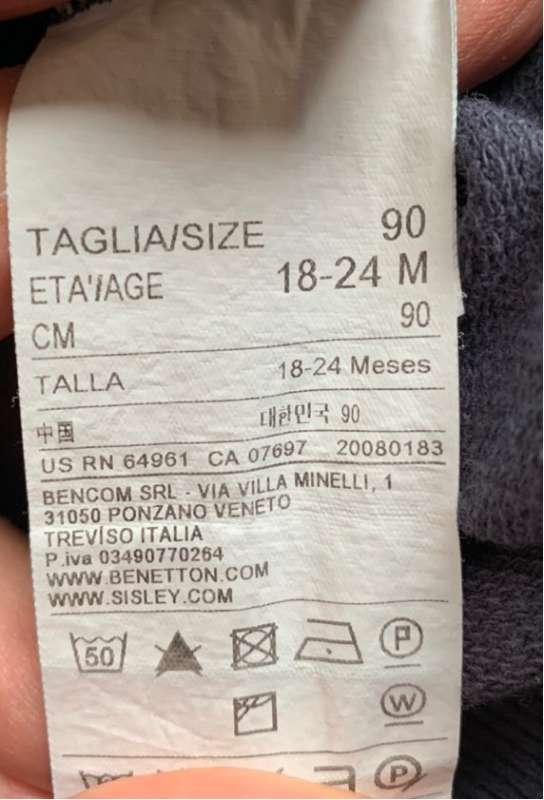 TAGLIA/SIZE 90
ETA'/AGE 18-24 M
CM 90
TALLA 18-24 Meses
中国 대한민국 90
US RN 64961 CA 07697 20080183
BENCOM SRL - VIA VILLA MINELLI, 1
31050 PONZANO VENETO
TREVISO ITALIA
P.iva 03490770264
WWW.BENETTON.COM
WWW.SISLEY.COM
50 P
W
P